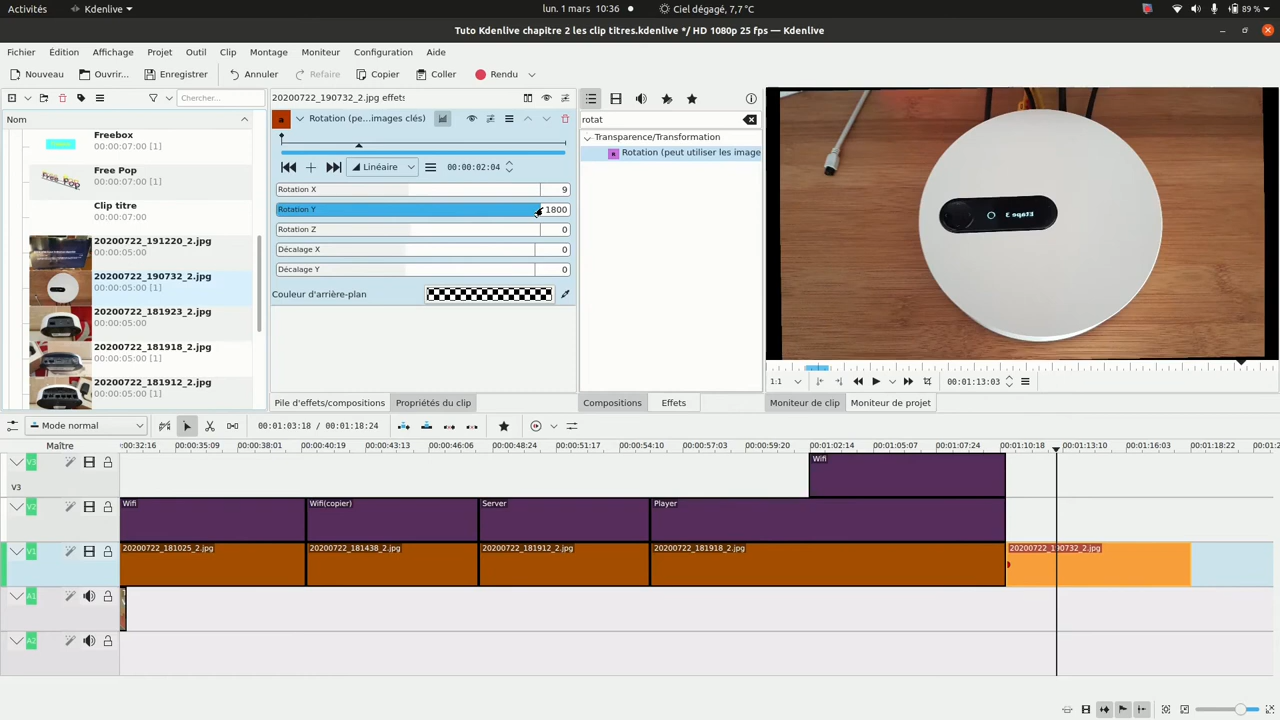 Activités Kdenlive lun. 1 mars 10:36 Ciel dégagé, 7,7 °C 89 %
Tuto Kdenlive chapitre 2 les clip titres.kdenlive */ HD 1080p 25 fps — Kdenlive
Fichier Édition Affichage Projet Outil Clip Montage Moniteur Configuration Aide
Nouveau Ouvrir... Enregistrer Annuler Refaire Copier Coller Rendu
Chercher...
20200722_190732_2.jpg effets
Nom
Rotation (pe...images clés)
rotat
Freebox
00:00:07:00 [1]
Transparence/Transformation
Rotation (peut utiliser les image
Free Pop
00:00:07:00 [1]
Linéaire 00:00:02:04
Clip titre
00:00:07:00 [1]
Rotation X 9
Rotation Y 1800
Rotation Z 0
Décalage X 0
Décalage Y 0
Couleur d'arrière-plan
20200722_191220_2.jpg
00:00:05:00
20200722_190732_2.jpg
00:00:05:00 [1]
20200722_181923_2.jpg
00:00:05:00
20200722_181918_2.jpg
00:00:05:00 [1]
20200722_181912_2.jpg
00:00:05:00 [1]
Etape 3
1:1 00:01:13:03
Pile d'effets/compositions Propriétés du clip Compositions Effets Moniteur de clip Moniteur de projet
Mode normal 00:01:03:18 / 00:01:18:24
Maître
00:00:35:09 00:00:38:01 00:00:40:19 00:00:43:13 00:00:46:06 00:00:48:24 00:00:51:17 00:00:54:10 00:00:57:03 00:00:59:20 00:01:02:14 00:01:05:07 00:01:07:24 00:01:10:18 00:01:13:10 00:01:16:03 00:01:18:22
V3 Wifi
V3
V2 Wifi Wifi(copier) Server Player
V1 20200722_181025_2.jpg 20200722_181438_2.jpg 20200722_181912_2.jpg 20200722_181918_2.jpg 20200722_190732_2.jpg
A1
A2